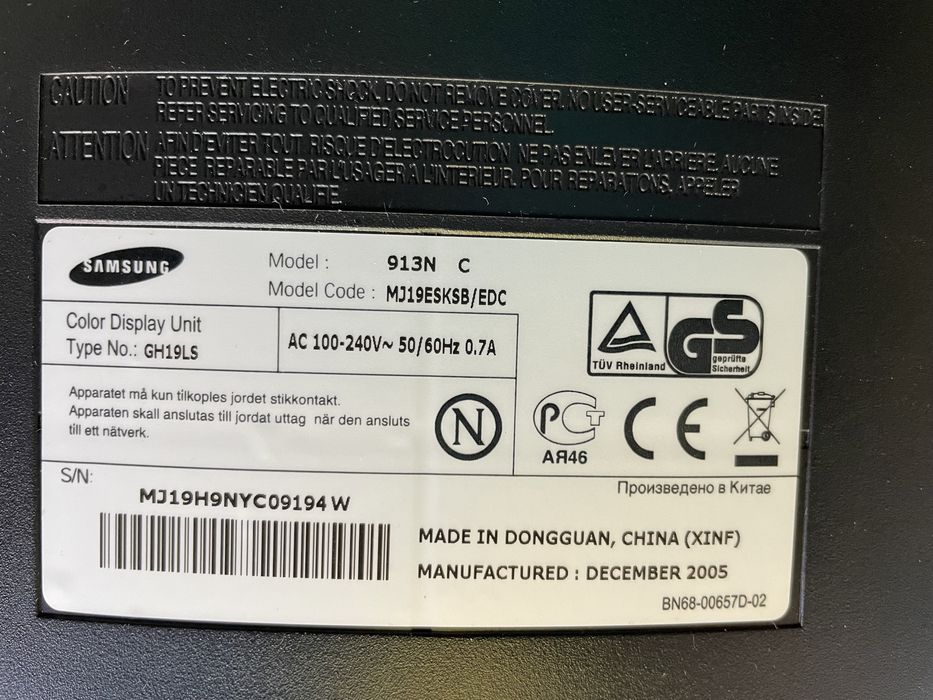 CAUTION TO PREVENT ELECTRIC SHOCK, DO NOT REMOVE COVER. NO USER-SERVICEABLE PARTS INSIDE.
REFER SERVICING TO QUALIFIED SERVICE PERSONNEL.
ATTENTION AFIN D'EVITER TOUT RISQUE D'ELECTROCUTION NE PAS ENLEVER L'ARRIERE. AUCUNE
PIECE REPARABLE PAR L'USAGER A L'INTERIEUR. POUR REPARATIONS, APPELER
UN TECHNICIEN QUALIFIE.
SAMSUNG
Model : 913N C
Model Code : MJ19ESKSB/EDC
Color Display Unit
Type No.: GH19LS
AC 100-240V~ 50/60Hz 0.7A
TÜV Rheinland
GS
geprüfte
Sicherheit
Apparatet må kun tilkoples jordet stikkontakt.
Apparaten skall anslutas till jordat uttag när den ansluts
till ett nätverk.
N
РСТ
АЯ46
CE
S/N:
MJ19H9NYC09194W
Произведено в Китае
MADE IN DONGGUAN, CHINA (XINF)
MANUFACTURED : DECEMBER 2005
BN68-00657D-02